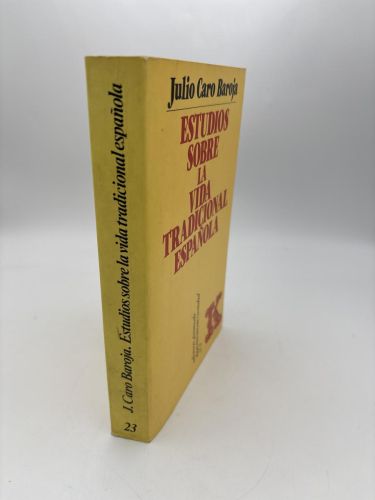 Julio Caro Baroja
ESTUDIOS
SOBRE
LA
VIDA
TRADICIONAL
ESPAÑOLA
J. Caro Baroja. Estudios sobre la vida tradicional española
23